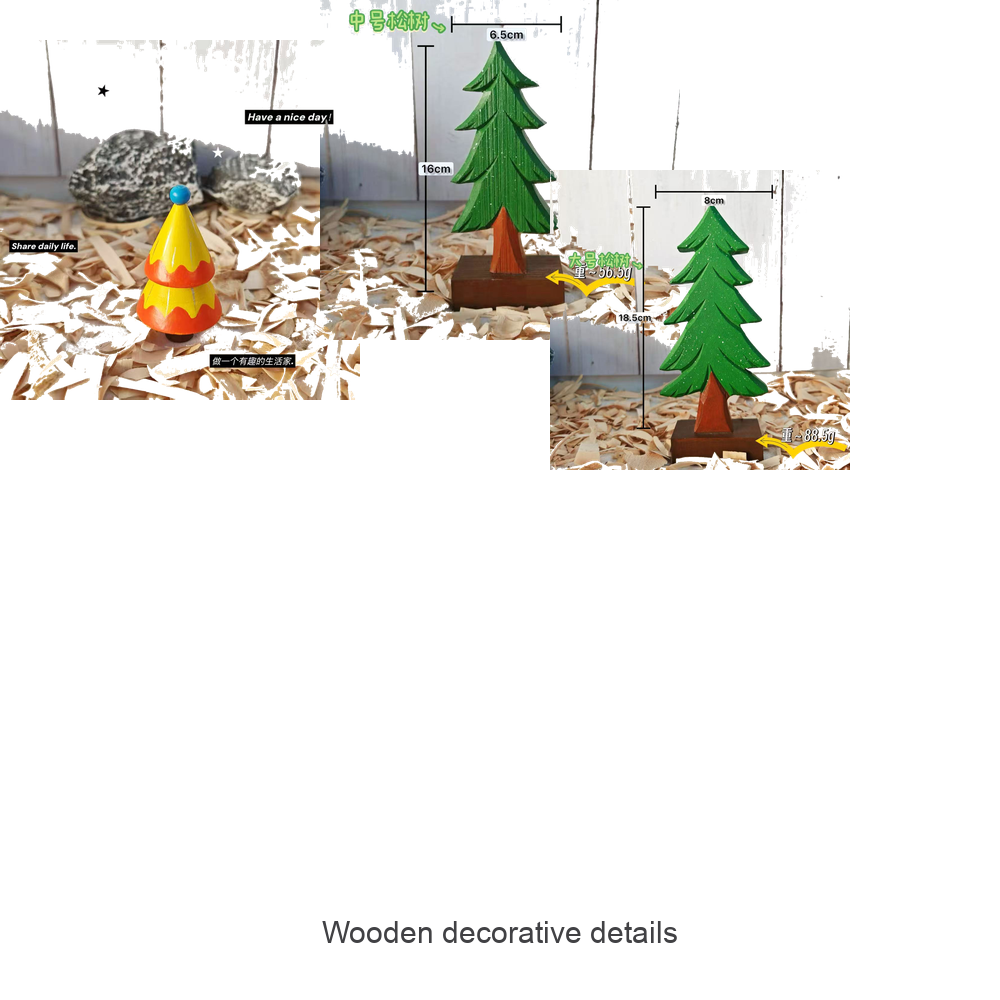 中号松树
6.5cm
Have a nice day!
16cm
8cm
Share daily life.
大号松树
重~56.5g
18.5cm
做一个有趣的生活家.
重~88.5g
Wooden decorative details